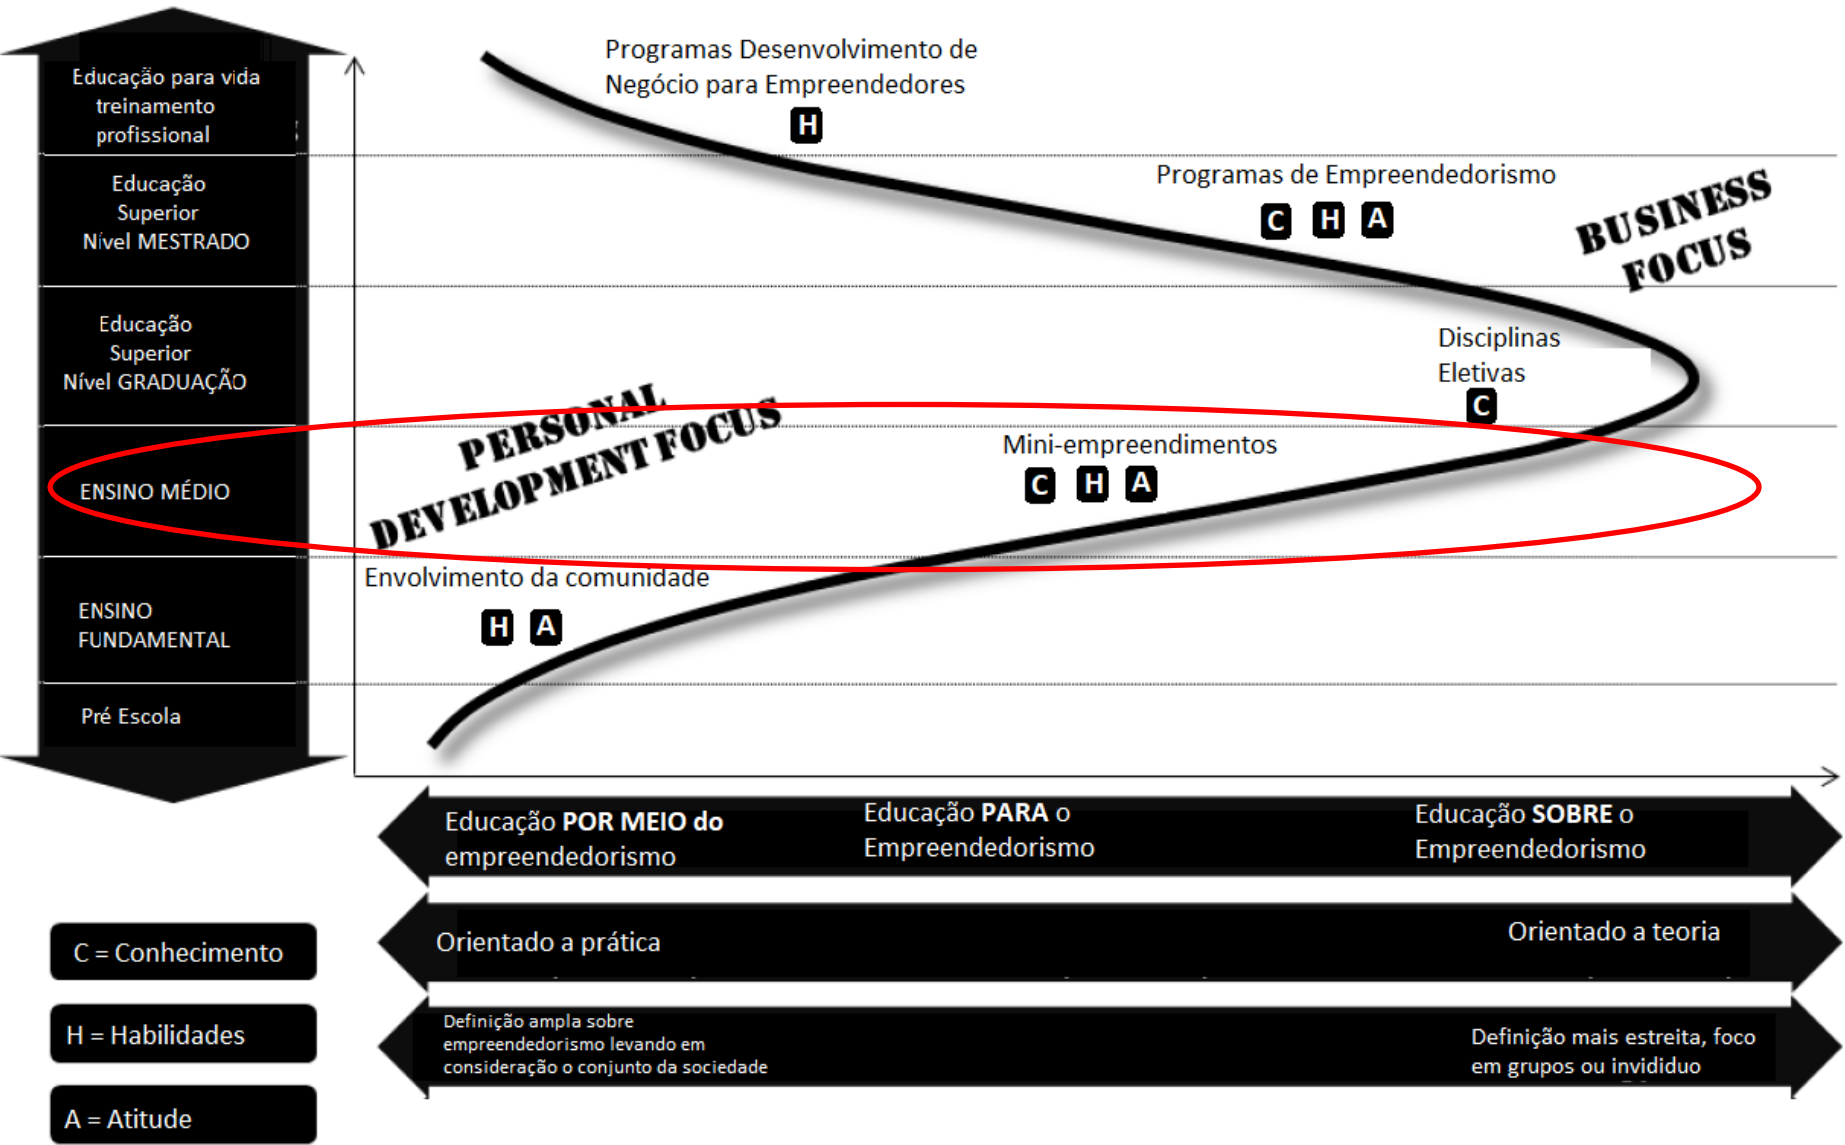 Educação para vida
treinamento
profissional
Educação
Superior
Nível MESTRADO
Educação
Superior
Nível GRADUAÇÃO
ENSINO MÉDIO
ENSINO
FUNDAMENTAL
Pré Escola
Programas Desenvolvimento de
Negócio para Empreendedores
H
Programas de Empreendedorismo
C H A
BUSINESS
FOCUS
Disciplinas
Eletivas
C
PERSONAL
DEVELOPMENT FOCUS
Mini-empreendimentos
C H A
Envolvimento da comunidade
H A
Educação POR MEIO do
empreendedorismo
Educação PARA o
Empreendedorismo
Educação SOBRE o
Empreendedorismo
Orientado a prática
Orientado a teoria
Definição ampla sobre
empreendedorismo levando em
consideração o conjunto da sociedade
Definição mais estreita, foco
em grupos ou invididuo
C = Conhecimento
H = Habilidades
A = Atitude